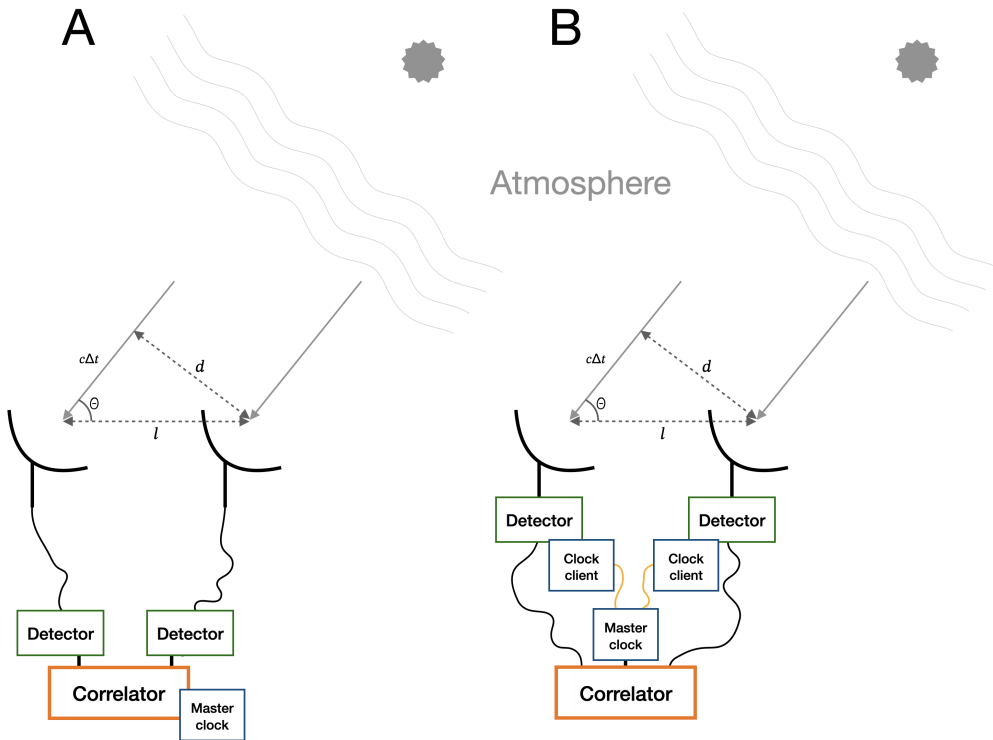 A
B
Atmosphere
cΔt
d
Θ
l
cΔt
d
Θ
l
Detector
Detector
Clock
client
Clock
client
Detector
Detector
Master
clock
Correlator
Master
clock
Correlator